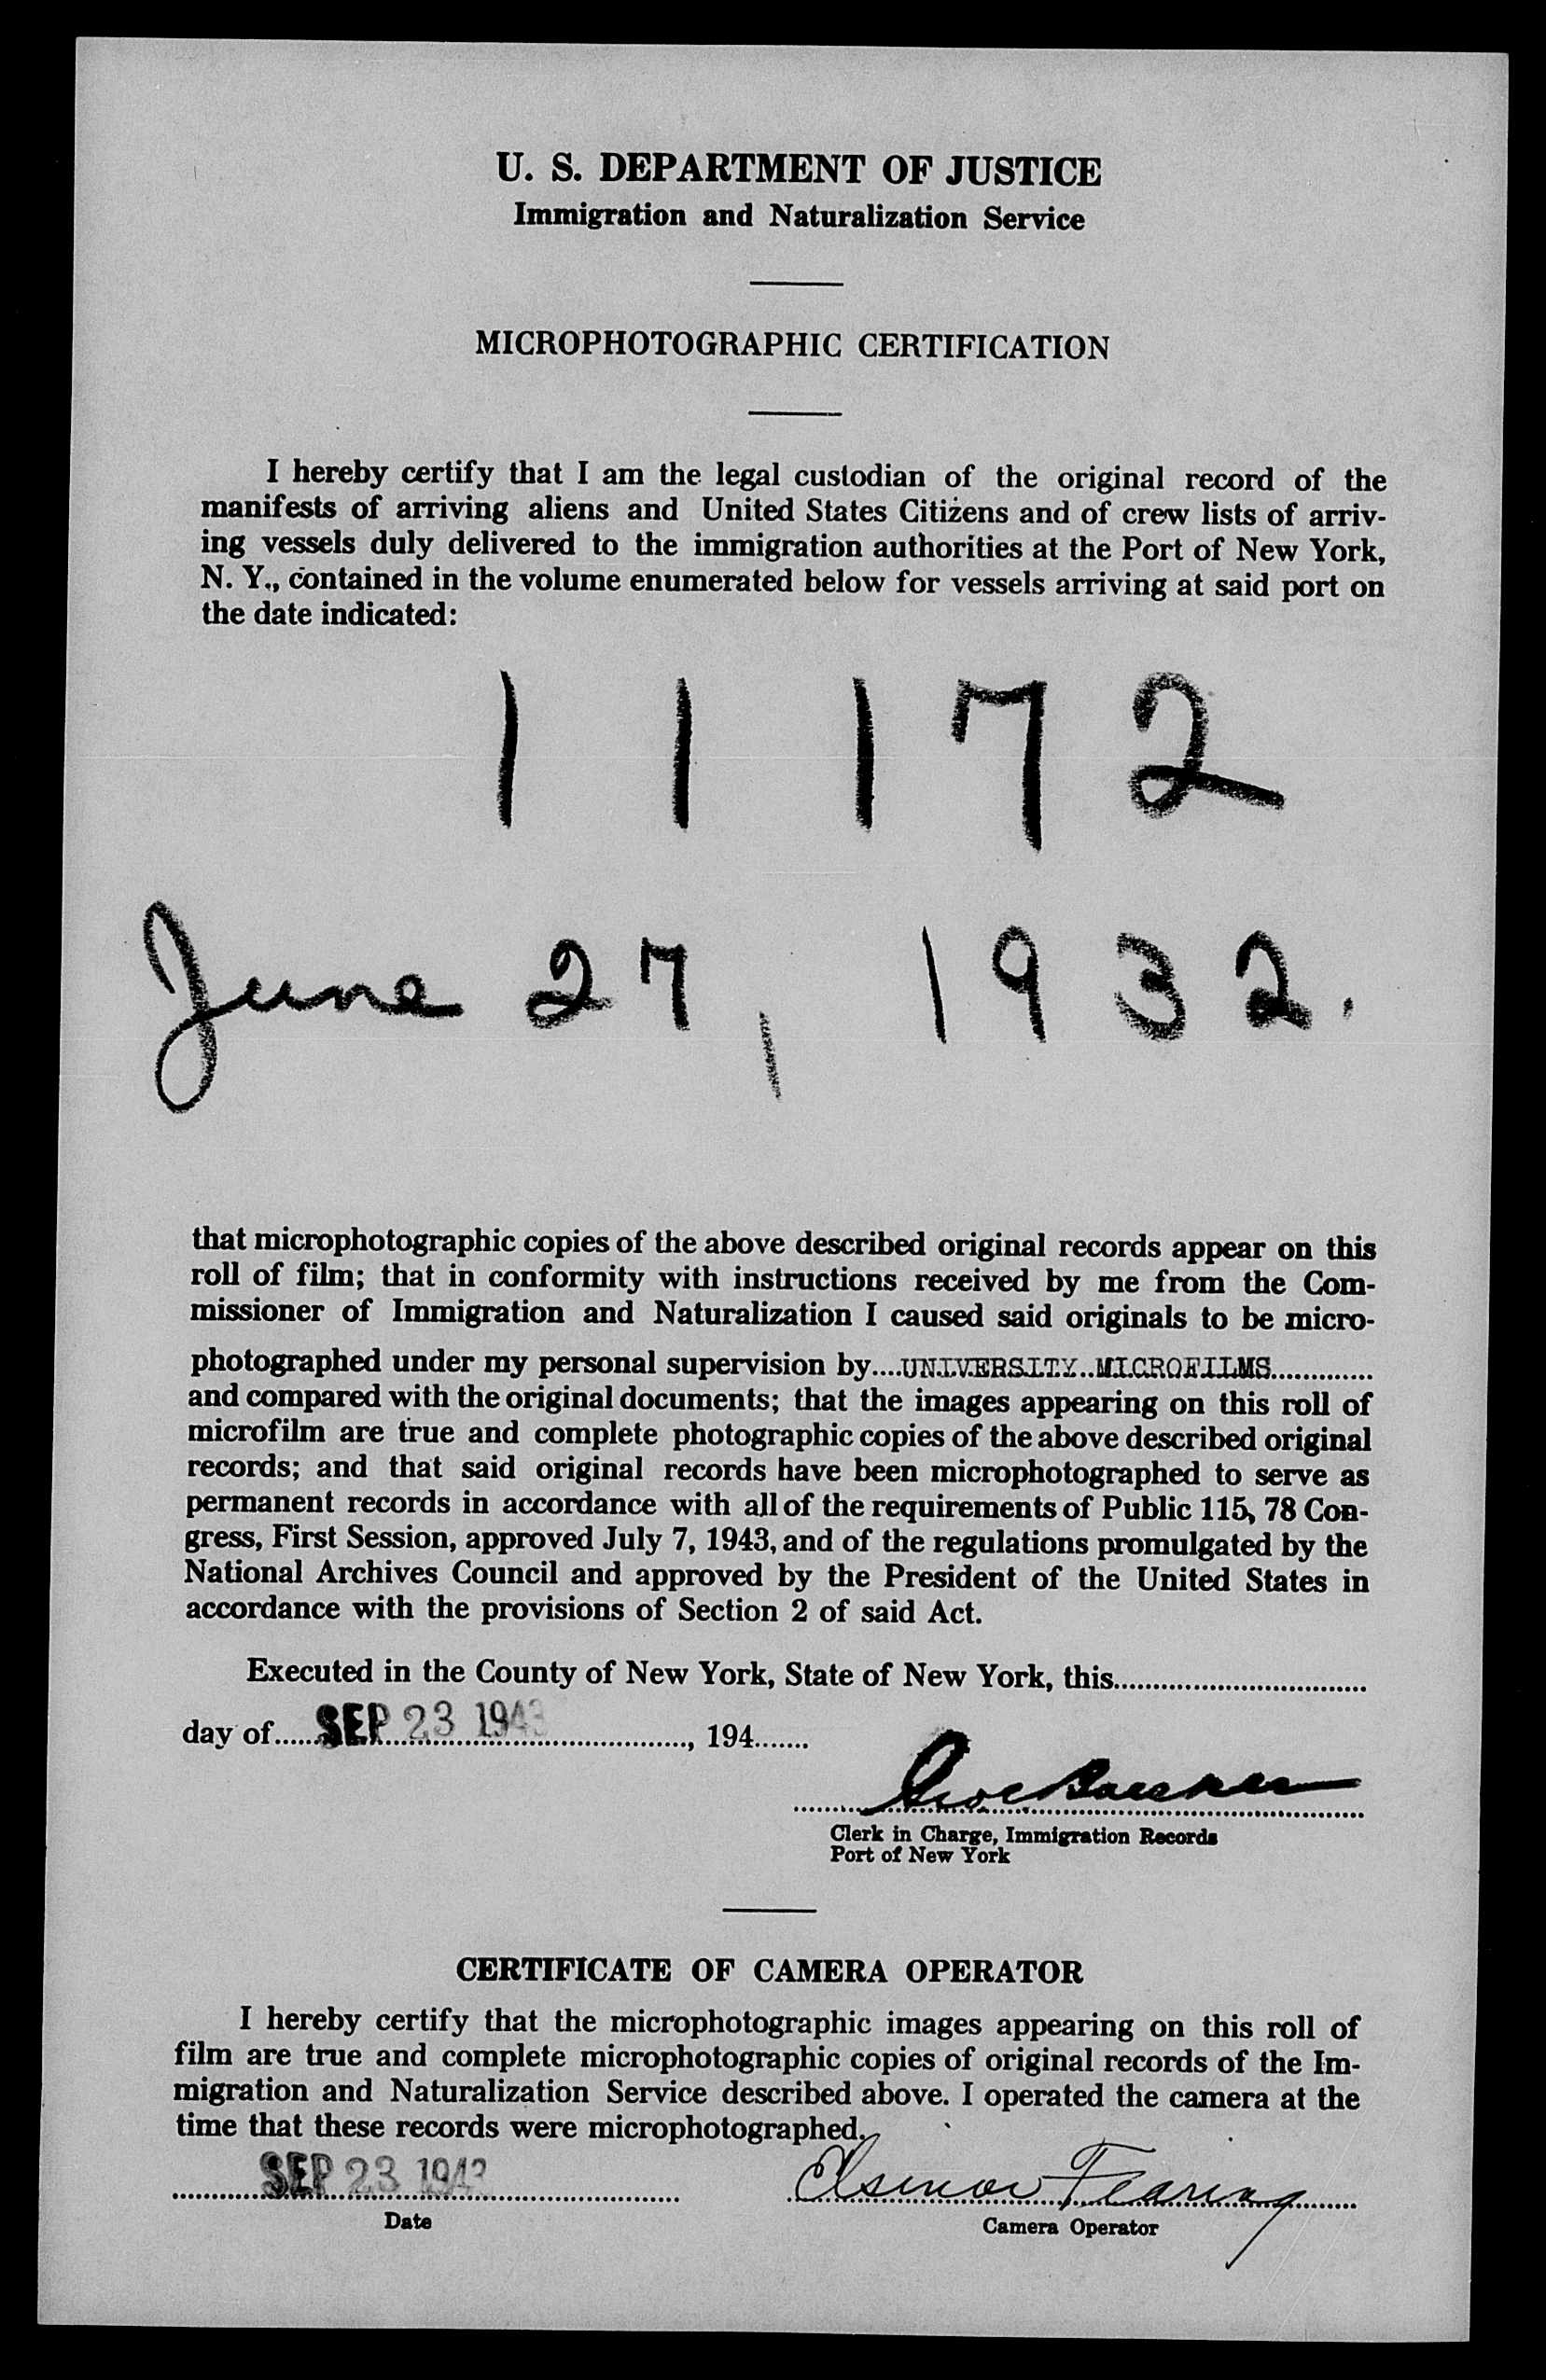 U. S. DEPARTMENT OF JUSTICE
Immigration and Naturalization Service
MICROPHOTOGRAPHIC CERTIFICATION
I hereby certify that I am the legal custodian of the original record of the
manifests of arriving aliens and United States Citizens and of crew lists of arriv-
ing vessels duly delivered to the immigration authorities at the Port of New York,
N. Y., contained in the volume enumerated below for vessels arriving at said port on
the date indicated:
11172
June 27, 1932.
that microphotographic copies of the above described original records appear on this
roll of film; that in conformity with instructions received by me from the Com-
missioner of Immigration and Naturalization I caused said originals to be micro-
photographed under my personal supervision by....UNIVERSITY MICROFILMS..............
and compared with the original documents; that the images appearing on this roll of
microfilm are true and complete photographic copies of the above described original
records; and that said original records have been microphotographed to serve as
permanent records in accordance with all of the requirements of Public 115, 78 Con-
gress, First Session, approved July 7, 1943, and of the regulations promulgated by the
National Archives Council and approved by the President of the United States in
accordance with the provisions of Section 2 of said Act.
Executed in the County of New York, State of New York, this................................
day of......SEP 23 1943......................................, 194.......
Clerk in Charge, Immigration Records
Port of New York
CERTIFICATE OF CAMERA OPERATOR
I hereby certify that the microphotographic images appearing on this roll of
film are true and complete microphotographic copies of original records of the Im-
migration and Naturalization Service described above. I operated the camera at the
time that these records were microphotographed.
SEP 23 1943 Elsinor Fearing
Date Camera Operator